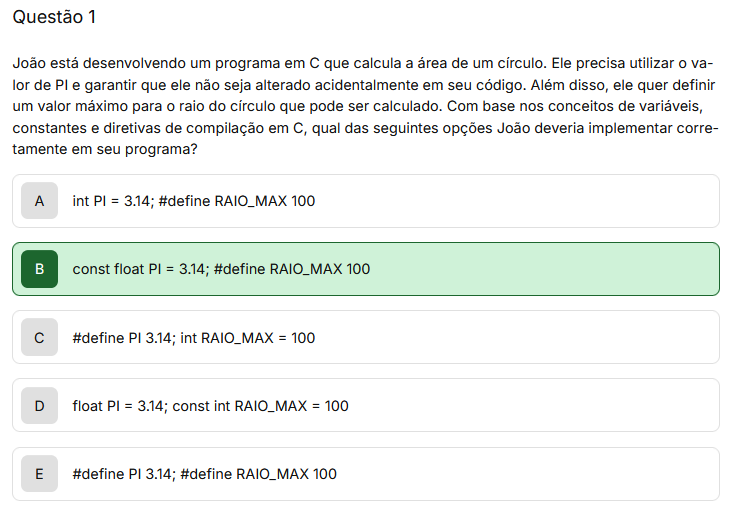 Questão 1
João está desenvolvendo um programa em C que calcula a área de um círculo. Ele precisa utilizar o va-
lor de PI e garantir que ele não seja alterado acidentalmente em seu código. Além disso, ele quer definir
um valor máximo para o raio do círculo que pode ser calculado. Com base nos conceitos de variáveis,
constantes e diretivas de compilação em C, qual das seguintes opções João deveria implementar corre-
tamente em seu programa?
A int PI = 3.14; #define RAIO_MAX 100
B const float PI = 3.14; #define RAIO_MAX 100
C #define PI 3.14; int RAIO_MAX = 100
D float PI = 3.14; const int RAIO_MAX = 100
E #define PI 3.14; #define RAIO_MAX 100